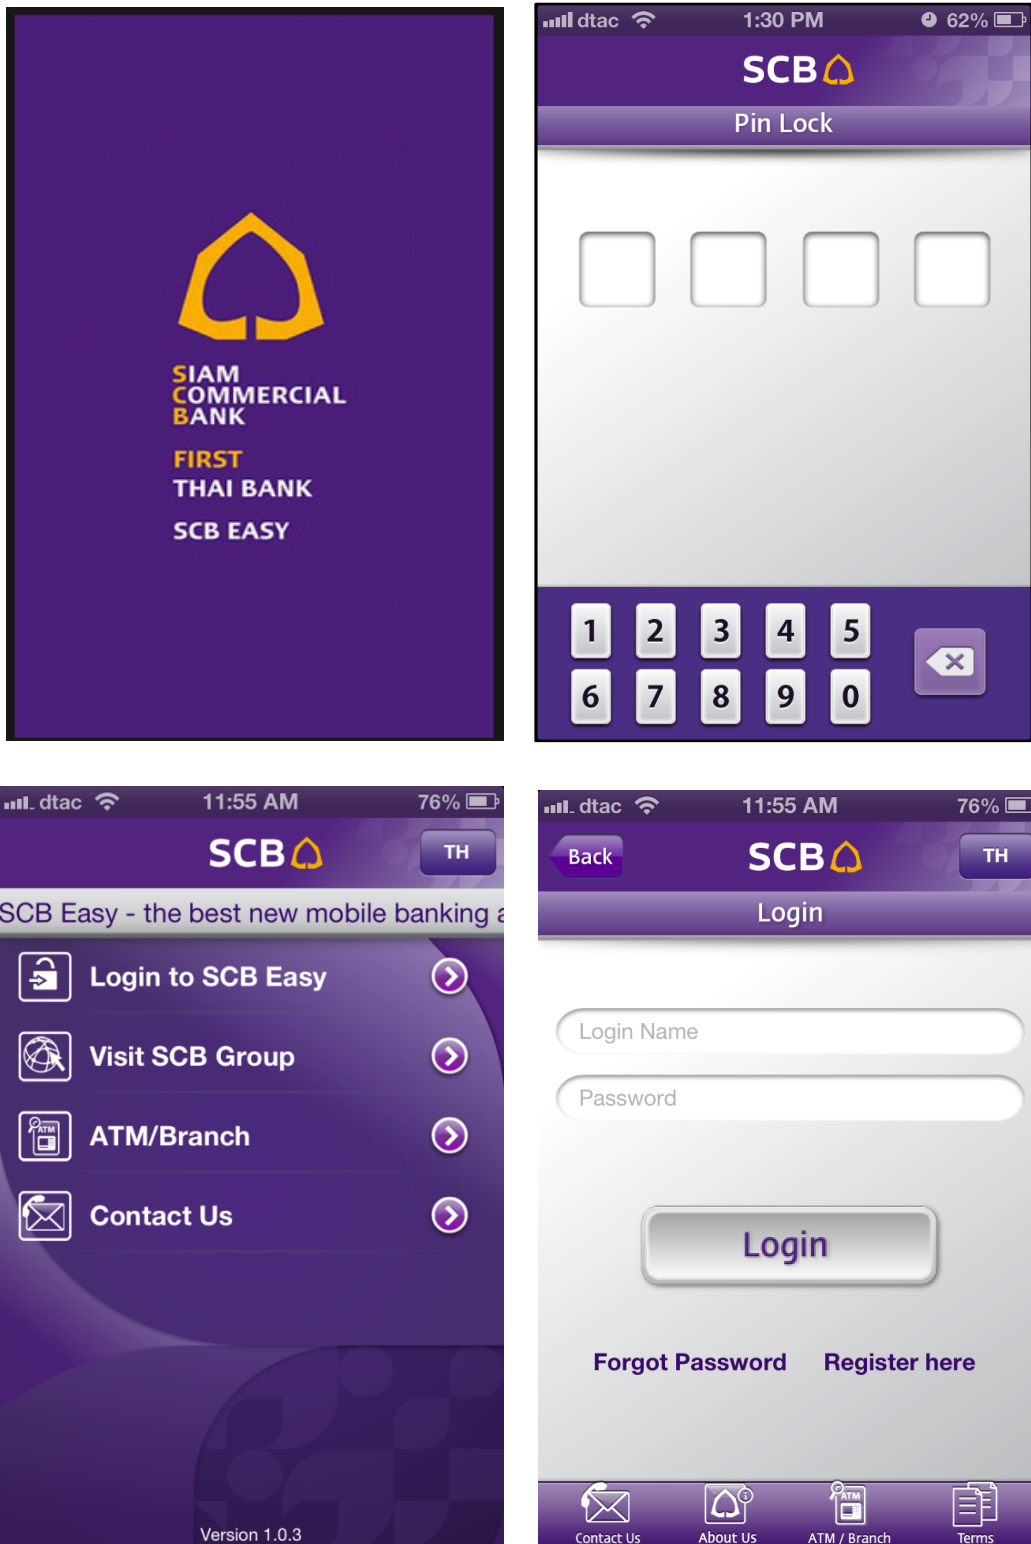 SIAM
COMMERCIAL
BANK
FIRST
THAI BANK
SCB EASY
dtac 1:30 PM 62%
SCB
Pin Lock
1 2 3 4 5
6 7 8 9 0
dtac 11:55 AM 76%
SCB TH
SCB Easy - the best new mobile banking
Login to SCB Easy
Visit SCB Group
ATM/Branch
ATM
Contact Us
Version 1.0.3
dtac 11:55 AM 76%
Back SCB TH
Login
Login Name
Password
Login
Forgot Password Register here
ATM
Contact Us About Us ATM / Branch Terms